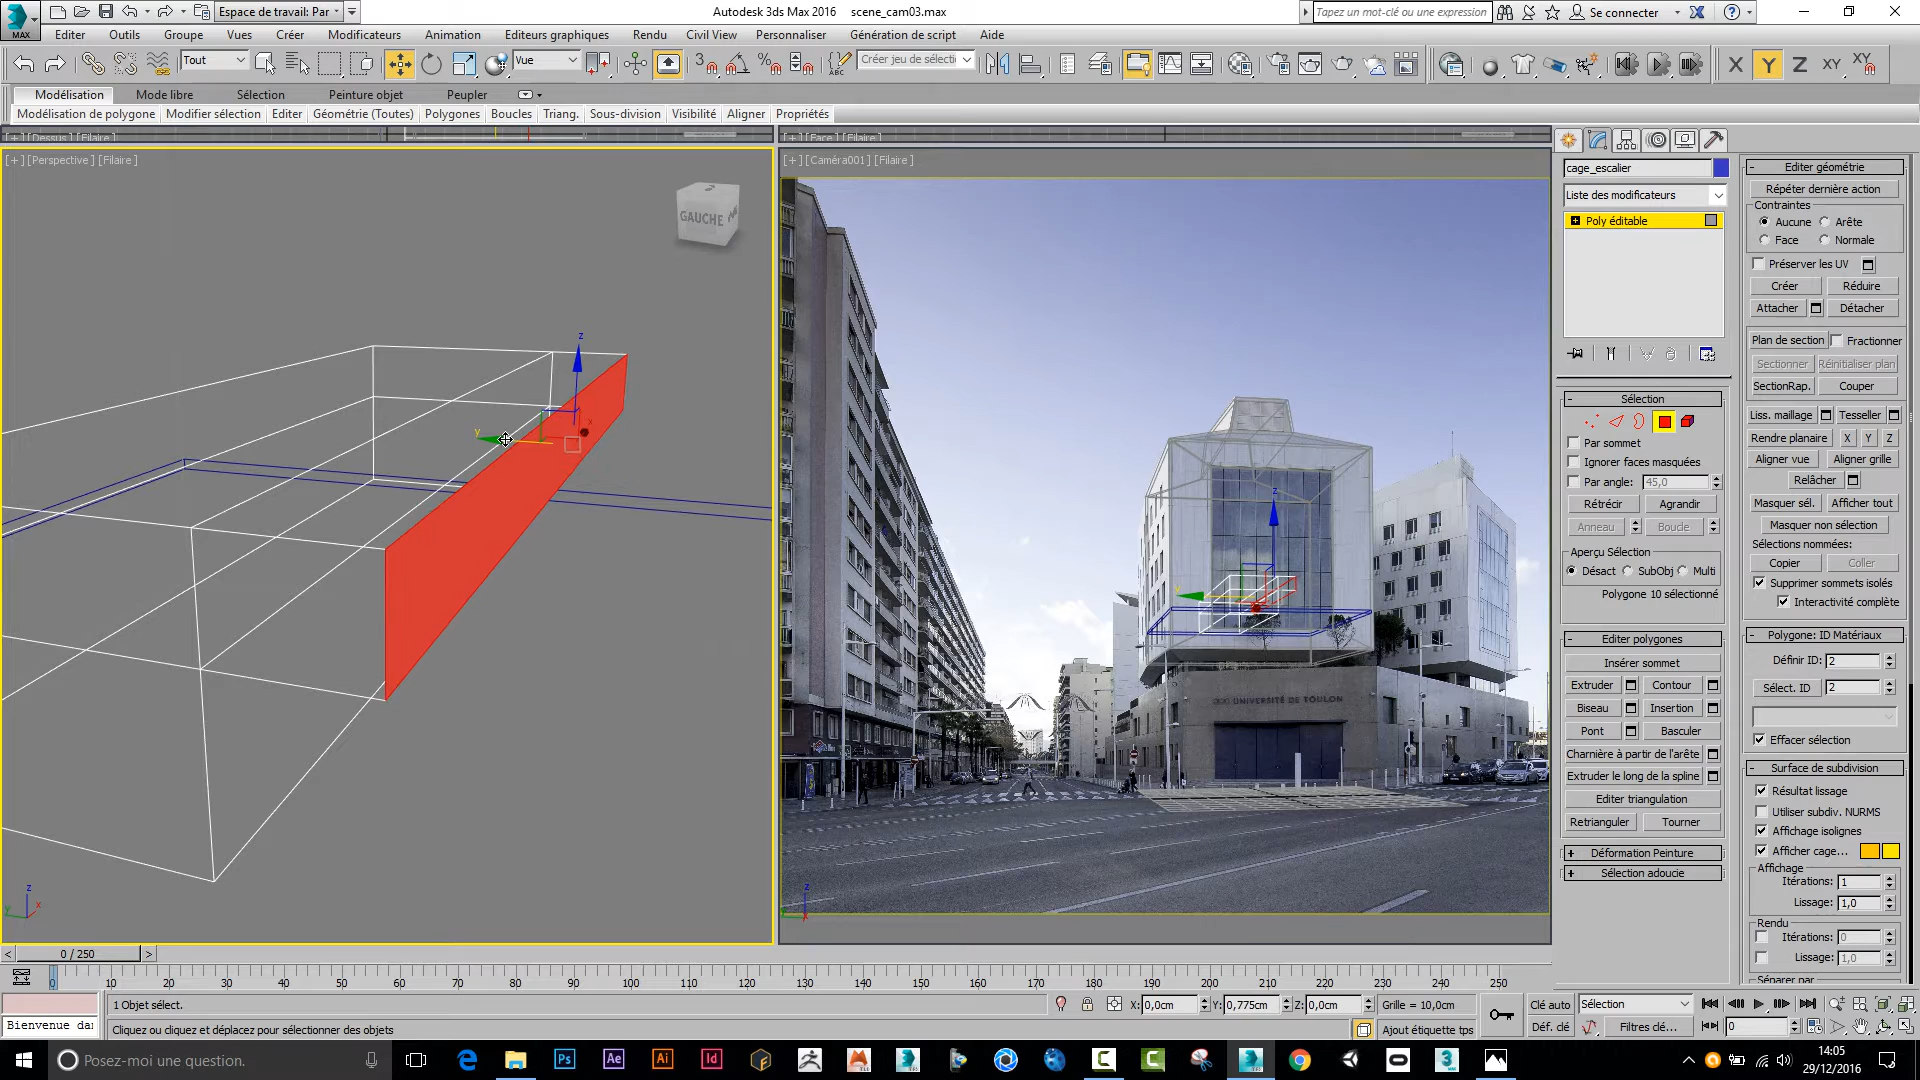 Espace de travail: Par
Autodesk 3ds Max 2016 scene_cam03.max
Tapez un mot-clé ou une expression
Se connecter
MAX
Editer Outils Groupe Vues Créer Modificateurs Animation Editeurs graphiques Rendu Civil View Personnaliser Génération de script Aide
Tout
Vue
Créer jeu de sélecti
X Y Z XY XY
Modélisation Mode libre Sélection Peinture objet Peupler
Modélisation de polygone Modifier sélection Editer Géométrie (Toutes) Polygones Boucles Triang. Sous-division Visibilité Aligner Propriétés
[+] [Dessus] [Filaire]
[+] [Face] [Filaire]
[+] [Perspective] [Filaire]
[+] [Caméra001] [Filaire]
GAUCHE
z
y
x
UNIVERSITÉ DE TOULON
cage_escalier
Liste des modificateurs
Poly éditable
Sélection
Par sommet
Ignorer faces masquées
Par angle: 45,0
Rétrécir Agrandir
Anneau Boucle
Aperçu Sélection
Désact SubObj Multi
Polygone 10 sélectionné
Editer polygones
Insérer sommet
Extruder Contour
Biseau Insertion
Pont Basculer
Charnière à partir de l'arête
Extruder le long de la spline
Editer triangulation
Retrianguler Tourner
Déformation Peinture
Sélection adoucie
Editer géométrie
Répéter dernière action
Contraintes
Aucune Arête
Face Normale
Préserver les UV
Créer Réduire
Attacher Détacher
Plan de section Fractionner
Sectionner Réinitialiser plan
SectionRap. Couper
Liss. maillage Tesseller
Rendre planaire X Y Z
Aligner vue Aligner grille
Relâcher
Masquer sél. Afficher tout
Masquer non sélection
Sélections nommées:
Copier Coller
Supprimer sommets isolés
Interactivité complète
Polygone: ID Matériaux
Définir ID: 2
Sélect. ID 2
Effacer sélection
Surface de subdivision
Résultat lissage
Utiliser subdiv. NURMS
Affichage isolignes
Afficher cage...
Affichage
Itérations: 1
Lissage: 1,0
Rendu
Itérations: 0
Lissage: 1,0
Séparer par
0 / 250
0 10 20 30 40 50 60 70 80 90 100 110 120 130 140 150 160 170 180 190 200 210 220 230 240 250
1 Objet sélect.
X: 0,0cm Y: 0,775cm Z: 0,0cm Grille = 10,0cm
Clé auto Sélection
Bienvenue da
Cliquez ou cliquez et déplacez pour sélectionner des objets
Ajout étiquette tps
Déf. clé Filtres clé... 0
Posez-moi une question.
14:05
29/12/2016